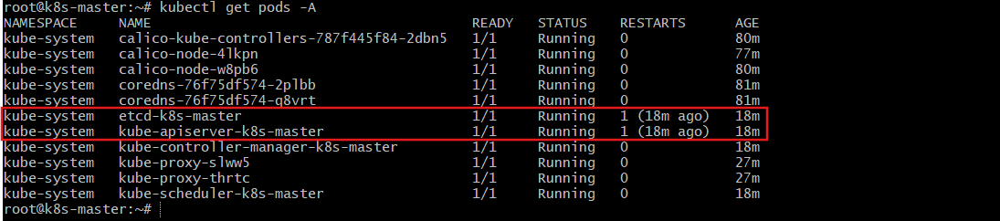 root@k8s-master:~# kubectl get pods -A
NAMESPACE NAME READY STATUS RESTARTS AGE
kube-system calico-kube-controllers-787f445f84-2dbn5 1/1 Running 0 80m
kube-system calico-node-4lkpn 1/1 Running 0 77m
kube-system calico-node-w8pb6 1/1 Running 0 80m
kube-system coredns-76f75df574-2plbb 1/1 Running 0 81m
kube-system coredns-76f75df574-q8vrt 1/1 Running 0 81m
kube-system etcd-k8s-master 1/1 Running 1 (18m ago) 18m
kube-system kube-apiserver-k8s-master 1/1 Running 1 (18m ago) 18m
kube-system kube-controller-manager-k8s-master 1/1 Running 0 18m
kube-system kube-proxy-slww5 1/1 Running 0 27m
kube-system kube-proxy-thrtc 1/1 Running 0 27m
kube-system kube-scheduler-k8s-master 1/1 Running 0 18m
root@k8s-master:~#